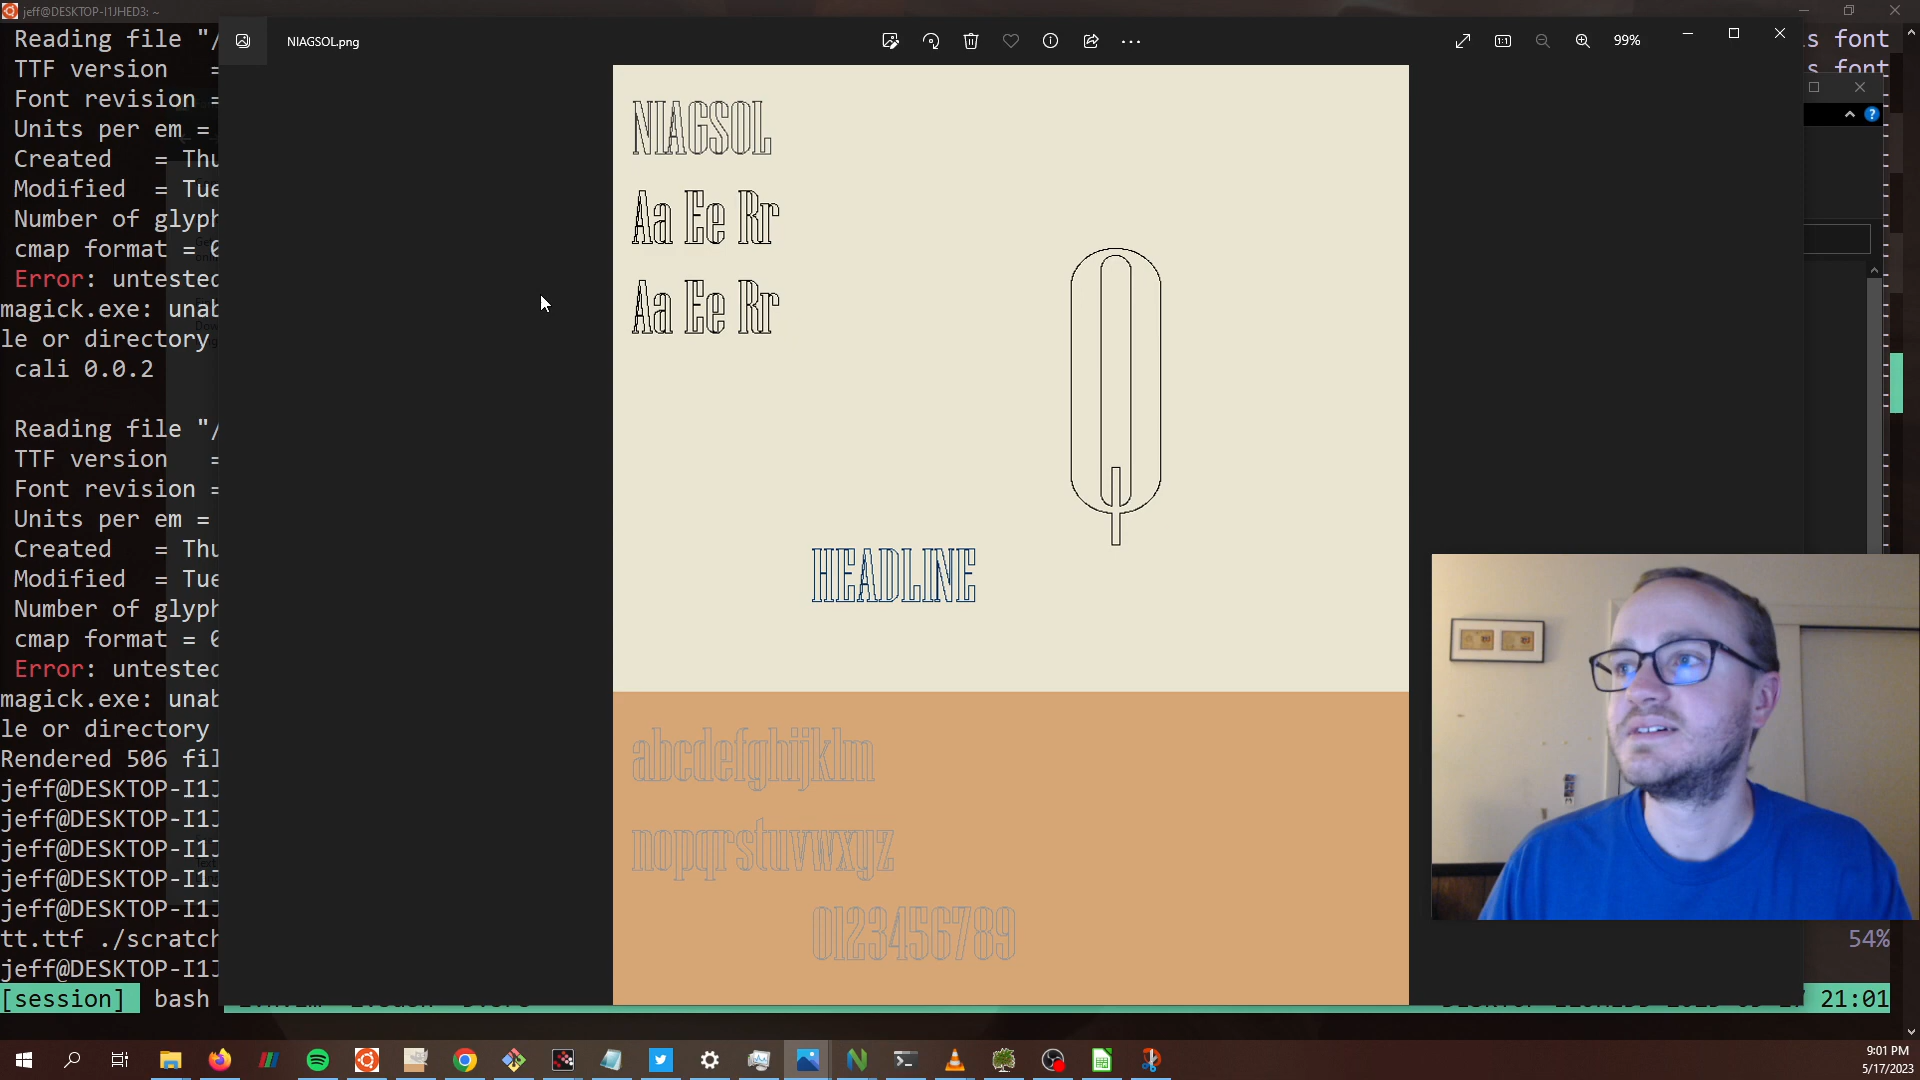 jeff@DESKTOP-I1JHED3: ~
Reading file "/
TTF version =
Font revision =
Units per em =
Created = Thu
Modified = Tue
Number of glyph
cmap format = 0
Error: untested
magick.exe: unab
le or directory
cali 0.0.2
Reading file "/
TTF version =
Font revision =
Units per em =
Created = Thu
Modified = Tue
Number of glyph
cmap format = 0
Error: untested
magick.exe: unab
le or directory
Rendered 506 fil
jeff@DESKTOP-I1J
jeff@DESKTOP-I1J
jeff@DESKTOP-I1J
jeff@DESKTOP-I1J
jeff@DESKTOP-I1J
tt.ttf ./scratch
jeff@DESKTOP-I1J
[session] bash
NIAGSOL.png
99%
NIAGSOL
Aa Ee Rr
Aa Ee Rr
Q
HEADLINE
abcdefghijklm
nopqrstuvwxyz
0123456789
s font
s font
54%
21:01
9:01 PM
5/17/2023